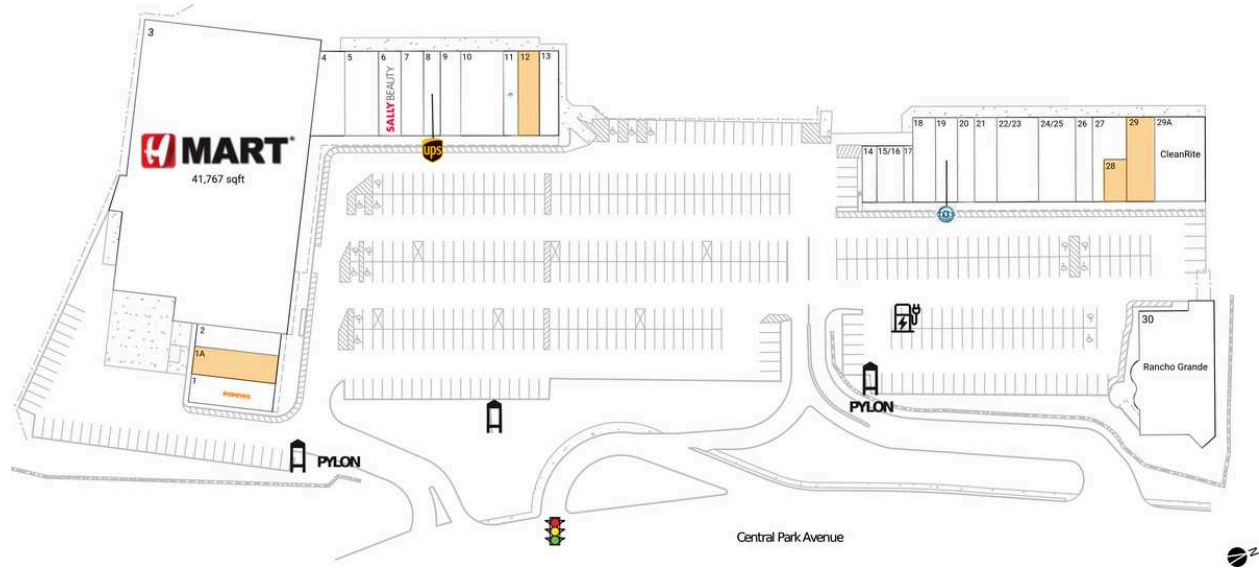 3
4
5
6
7
8
9
10
11
12
13
SALLY BEAUTY
ups
H MART
41,767 sqft
14
15/16
17
18
19
20
21
22/23
24/25
26
27
28
29
29A
CleanRite
2
1A
1
POPEYES
30
Rancho Grande
PYLON
PYLON
Central Park Avenue
Z